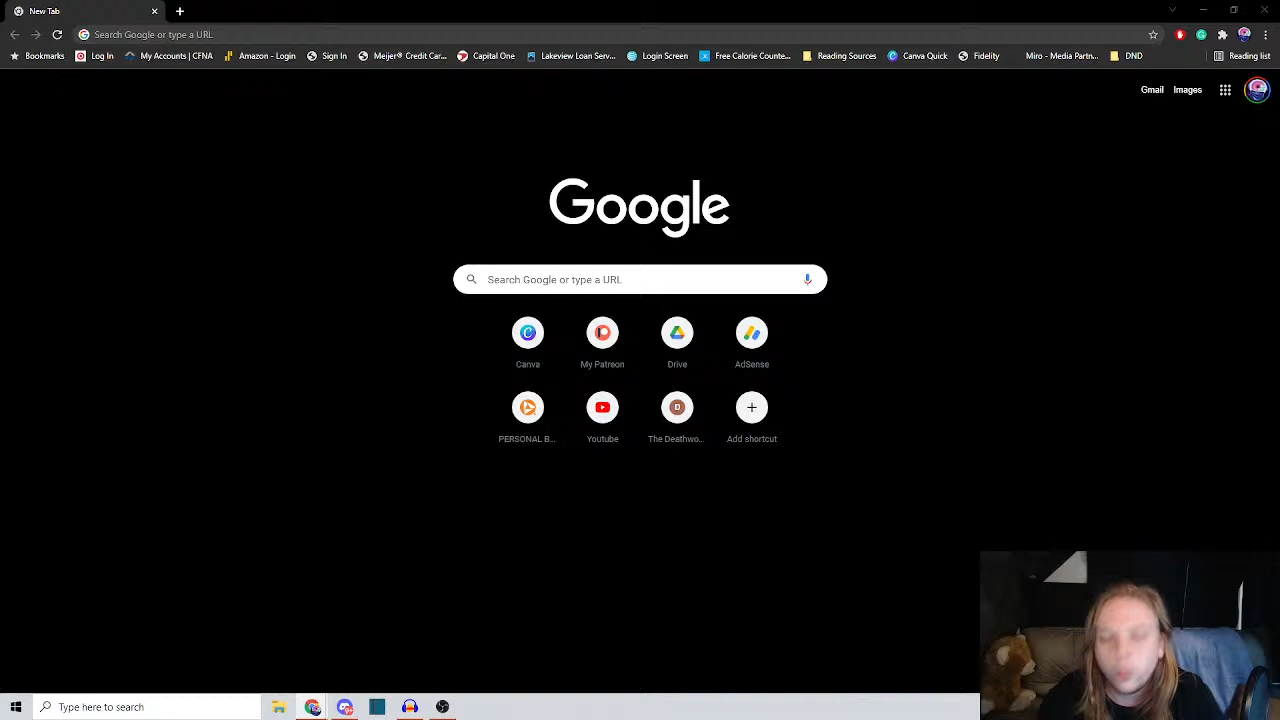 New Tab
Search Google or type a URL
Bookmarks Log In My Accounts | CFNA Amazon - Login Sign In Meijer® Credit Car... Capital One Lakeview Loan Serv... Login Screen Free Calorie Counte... Reading Sources Canva Quick Fidelity Miro - Media Partn... DND Reading list
Gmail Images
Google
Search Google or type a URL
Canva My Patreon Drive AdSense
PERSONAL B... Youtube The Deathwo... Add shortcut
Type here to search